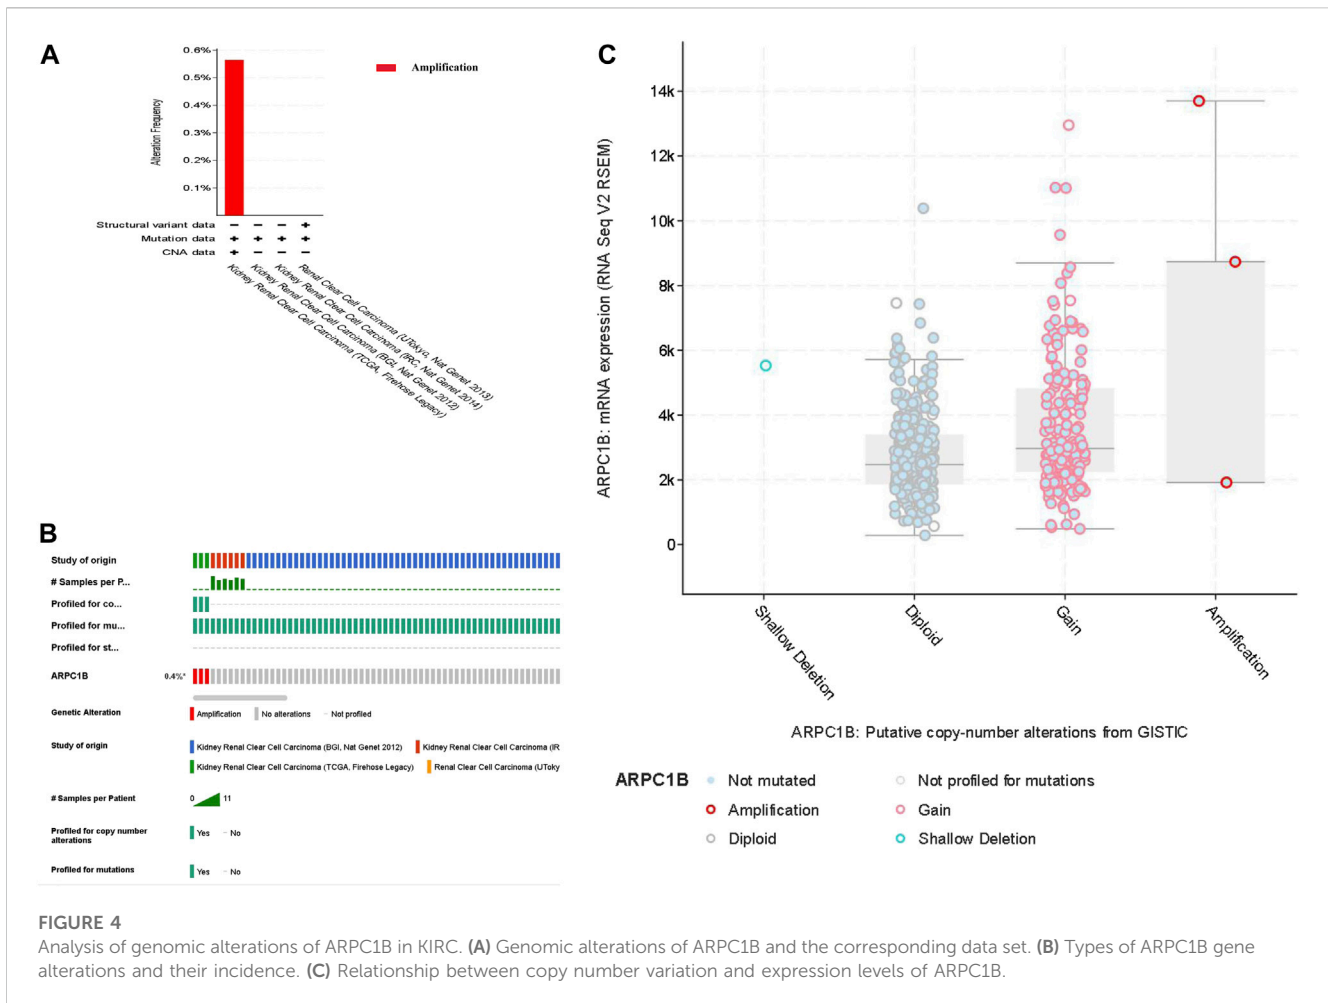 A
0.6%
0.5%
0.4%
0.3%
0.2%
0.1%
Alteration Frequency
Amplification
Structural variant data
Mutation data
CNA data
Kidney Renal Clear Cell Carcinoma (TCGA, Firehose Legacy)
Kidney Renal Clear Cell Carcinoma (BGI, Nat Genet 2012)
Kidney Renal Clear Cell Carcinoma (IRC, Nat Genet 2014)
Renal Clear Cell Carcinoma (UTokyo, Nat Genet 2013)
B
Study of origin
# Samples per P...
Profiled for co...
Profiled for mu...
Profiled for st...
ARPC1B 0.4%*
Genetic Alteration Amplification No alterations Not profiled
Study of origin Kidney Renal Clear Cell Carcinoma (BGI, Nat Genet 2012) Kidney Renal Clear Cell Carcinoma (IR
Kidney Renal Clear Cell Carcinoma (TCGA, Firehose Legacy) Renal Clear Cell Carcinoma (UToky
# Samples per Patient 0 11
Profiled for copy number
alterations Yes No
Profiled for mutations Yes No
C
ARPC1B: mRNA expression (RNA Seq V2 RSEM)
14k
12k
10k
8k
6k
4k
2k
0
Shallow Deletion
Diploid
Gain
Amplification
ARPC1B: Putative copy-number alterations from GISTIC
ARPC1B Not mutated Not profiled for mutations
Amplification Gain
Diploid Shallow Deletion
FIGURE 4
Analysis of genomic alterations of ARPC1B in KIRC. (A) Genomic alterations of ARPC1B and the corresponding data set. (B) Types of ARPC1B gene
alterations and their incidence. (C) Relationship between copy number variation and expression levels of ARPC1B.